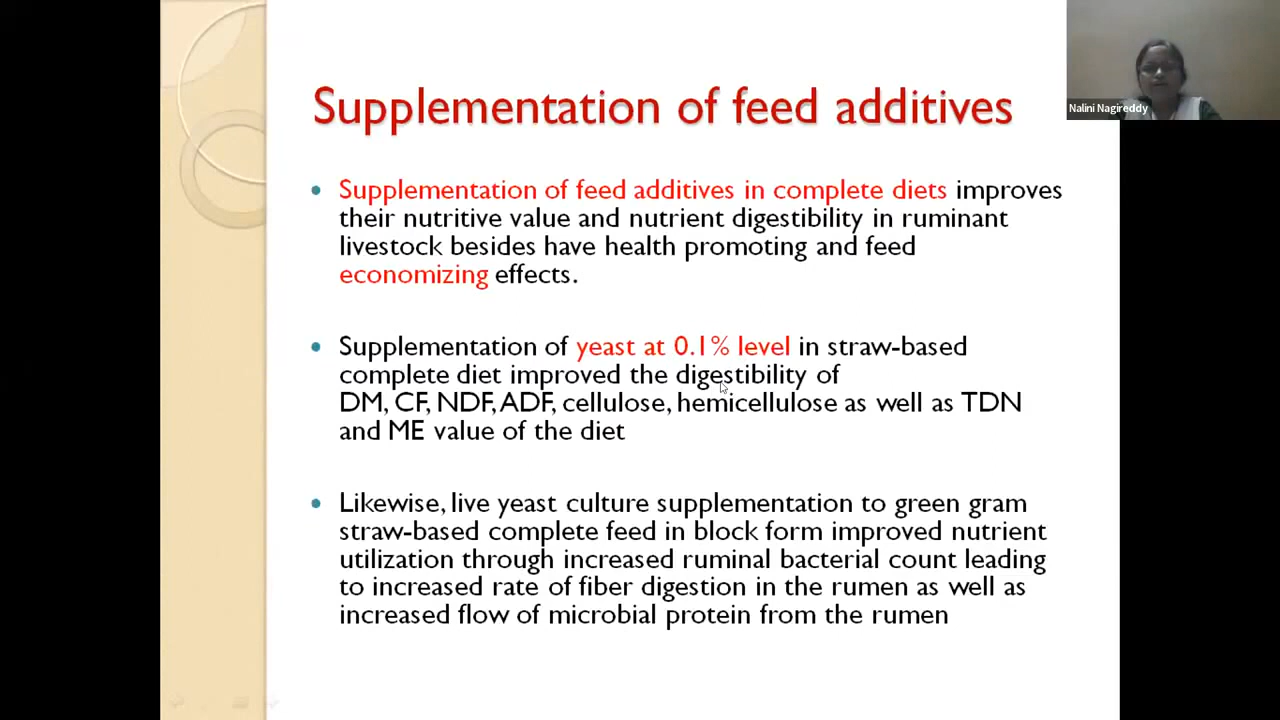 Supplementation of feed additives
Nalini Nagireddy
• Supplementation of feed additives in complete diets improves
their nutritive value and nutrient digestibility in ruminant
livestock besides have health promoting and feed
economizing effects.
• Supplementation of yeast at 0.1% level in straw-based
complete diet improved the digestibility of
DM, CF, NDF, ADF, cellulose, hemicellulose as well as TDN
and ME value of the diet
• Likewise, live yeast culture supplementation to green gram
straw-based complete feed in block form improved nutrient
utilization through increased ruminal bacterial count leading
to increased rate of fiber digestion in the rumen as well as
increased flow of microbial protein from the rumen